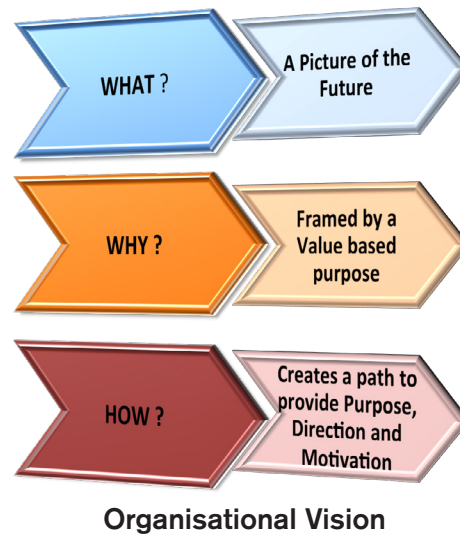 WHAT ?
A Picture of the
Future
WHY ?
Framed by a
Value based
purpose
HOW ?
Creates a path to
provide Purpose,
Direction and
Motivation
Organisational Vision